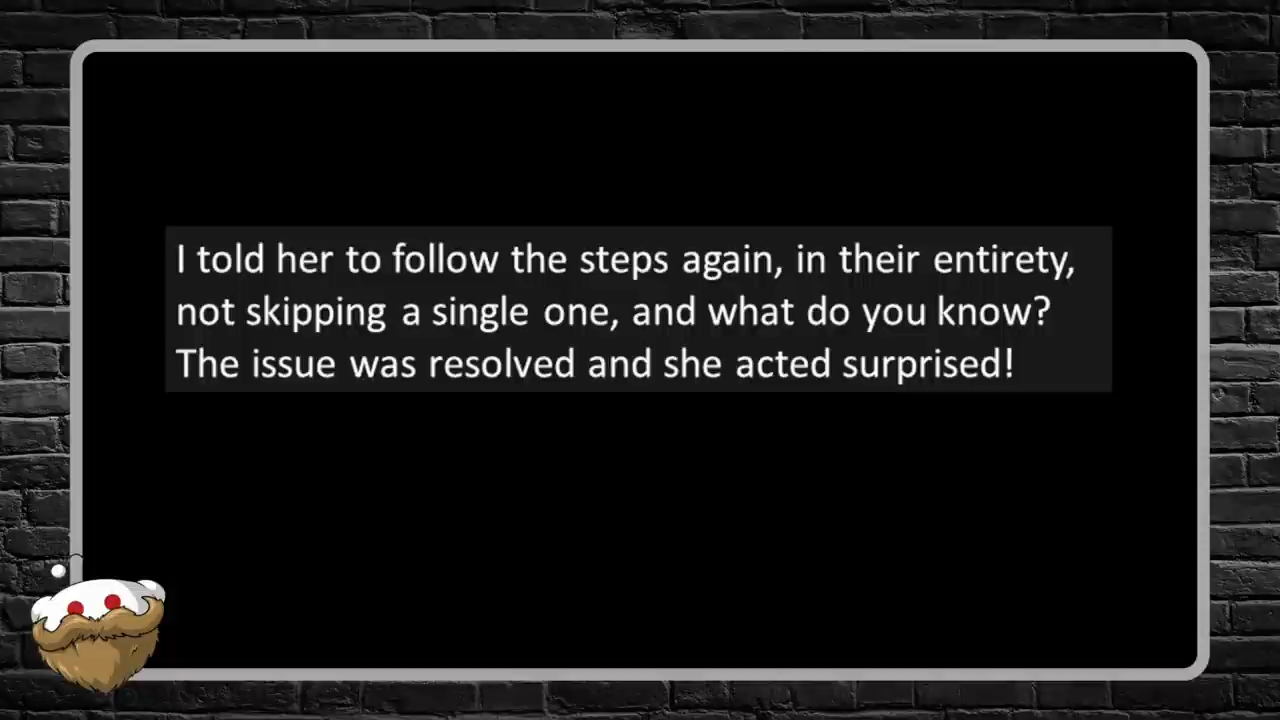 I told her to follow the steps again, in their entirety,
not skipping a single one, and what do you know?
The issue was resolved and she acted surprised!